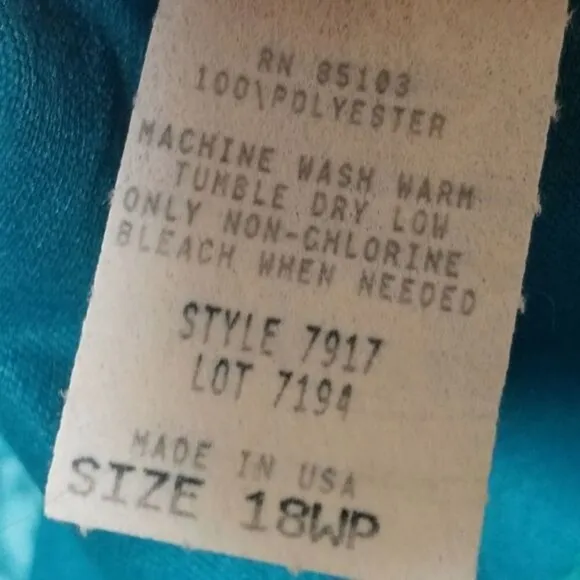 RN 85103
100\POLYESTER
MACHINE WASH WARM
TUMBLE DRY LOW
ONLY NON-CHLORINE
BLEACH WHEN NEEDED
STYLE 7917
LOT 7194
MADE IN USA
SIZE 18WP